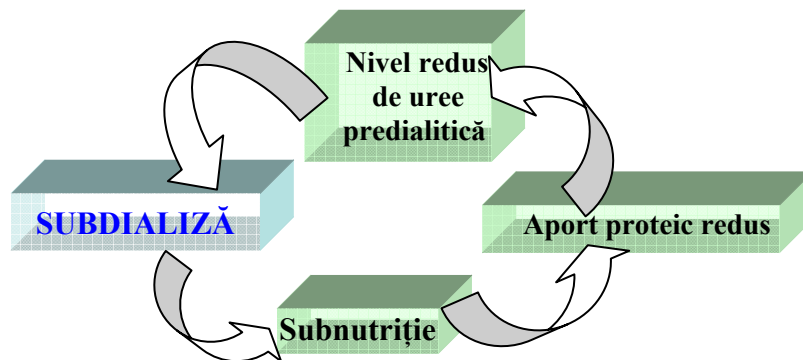 Nivel redus
de uree
predialitică
SUBDIALIZĂ
Aport proteic redus
Subnutriție